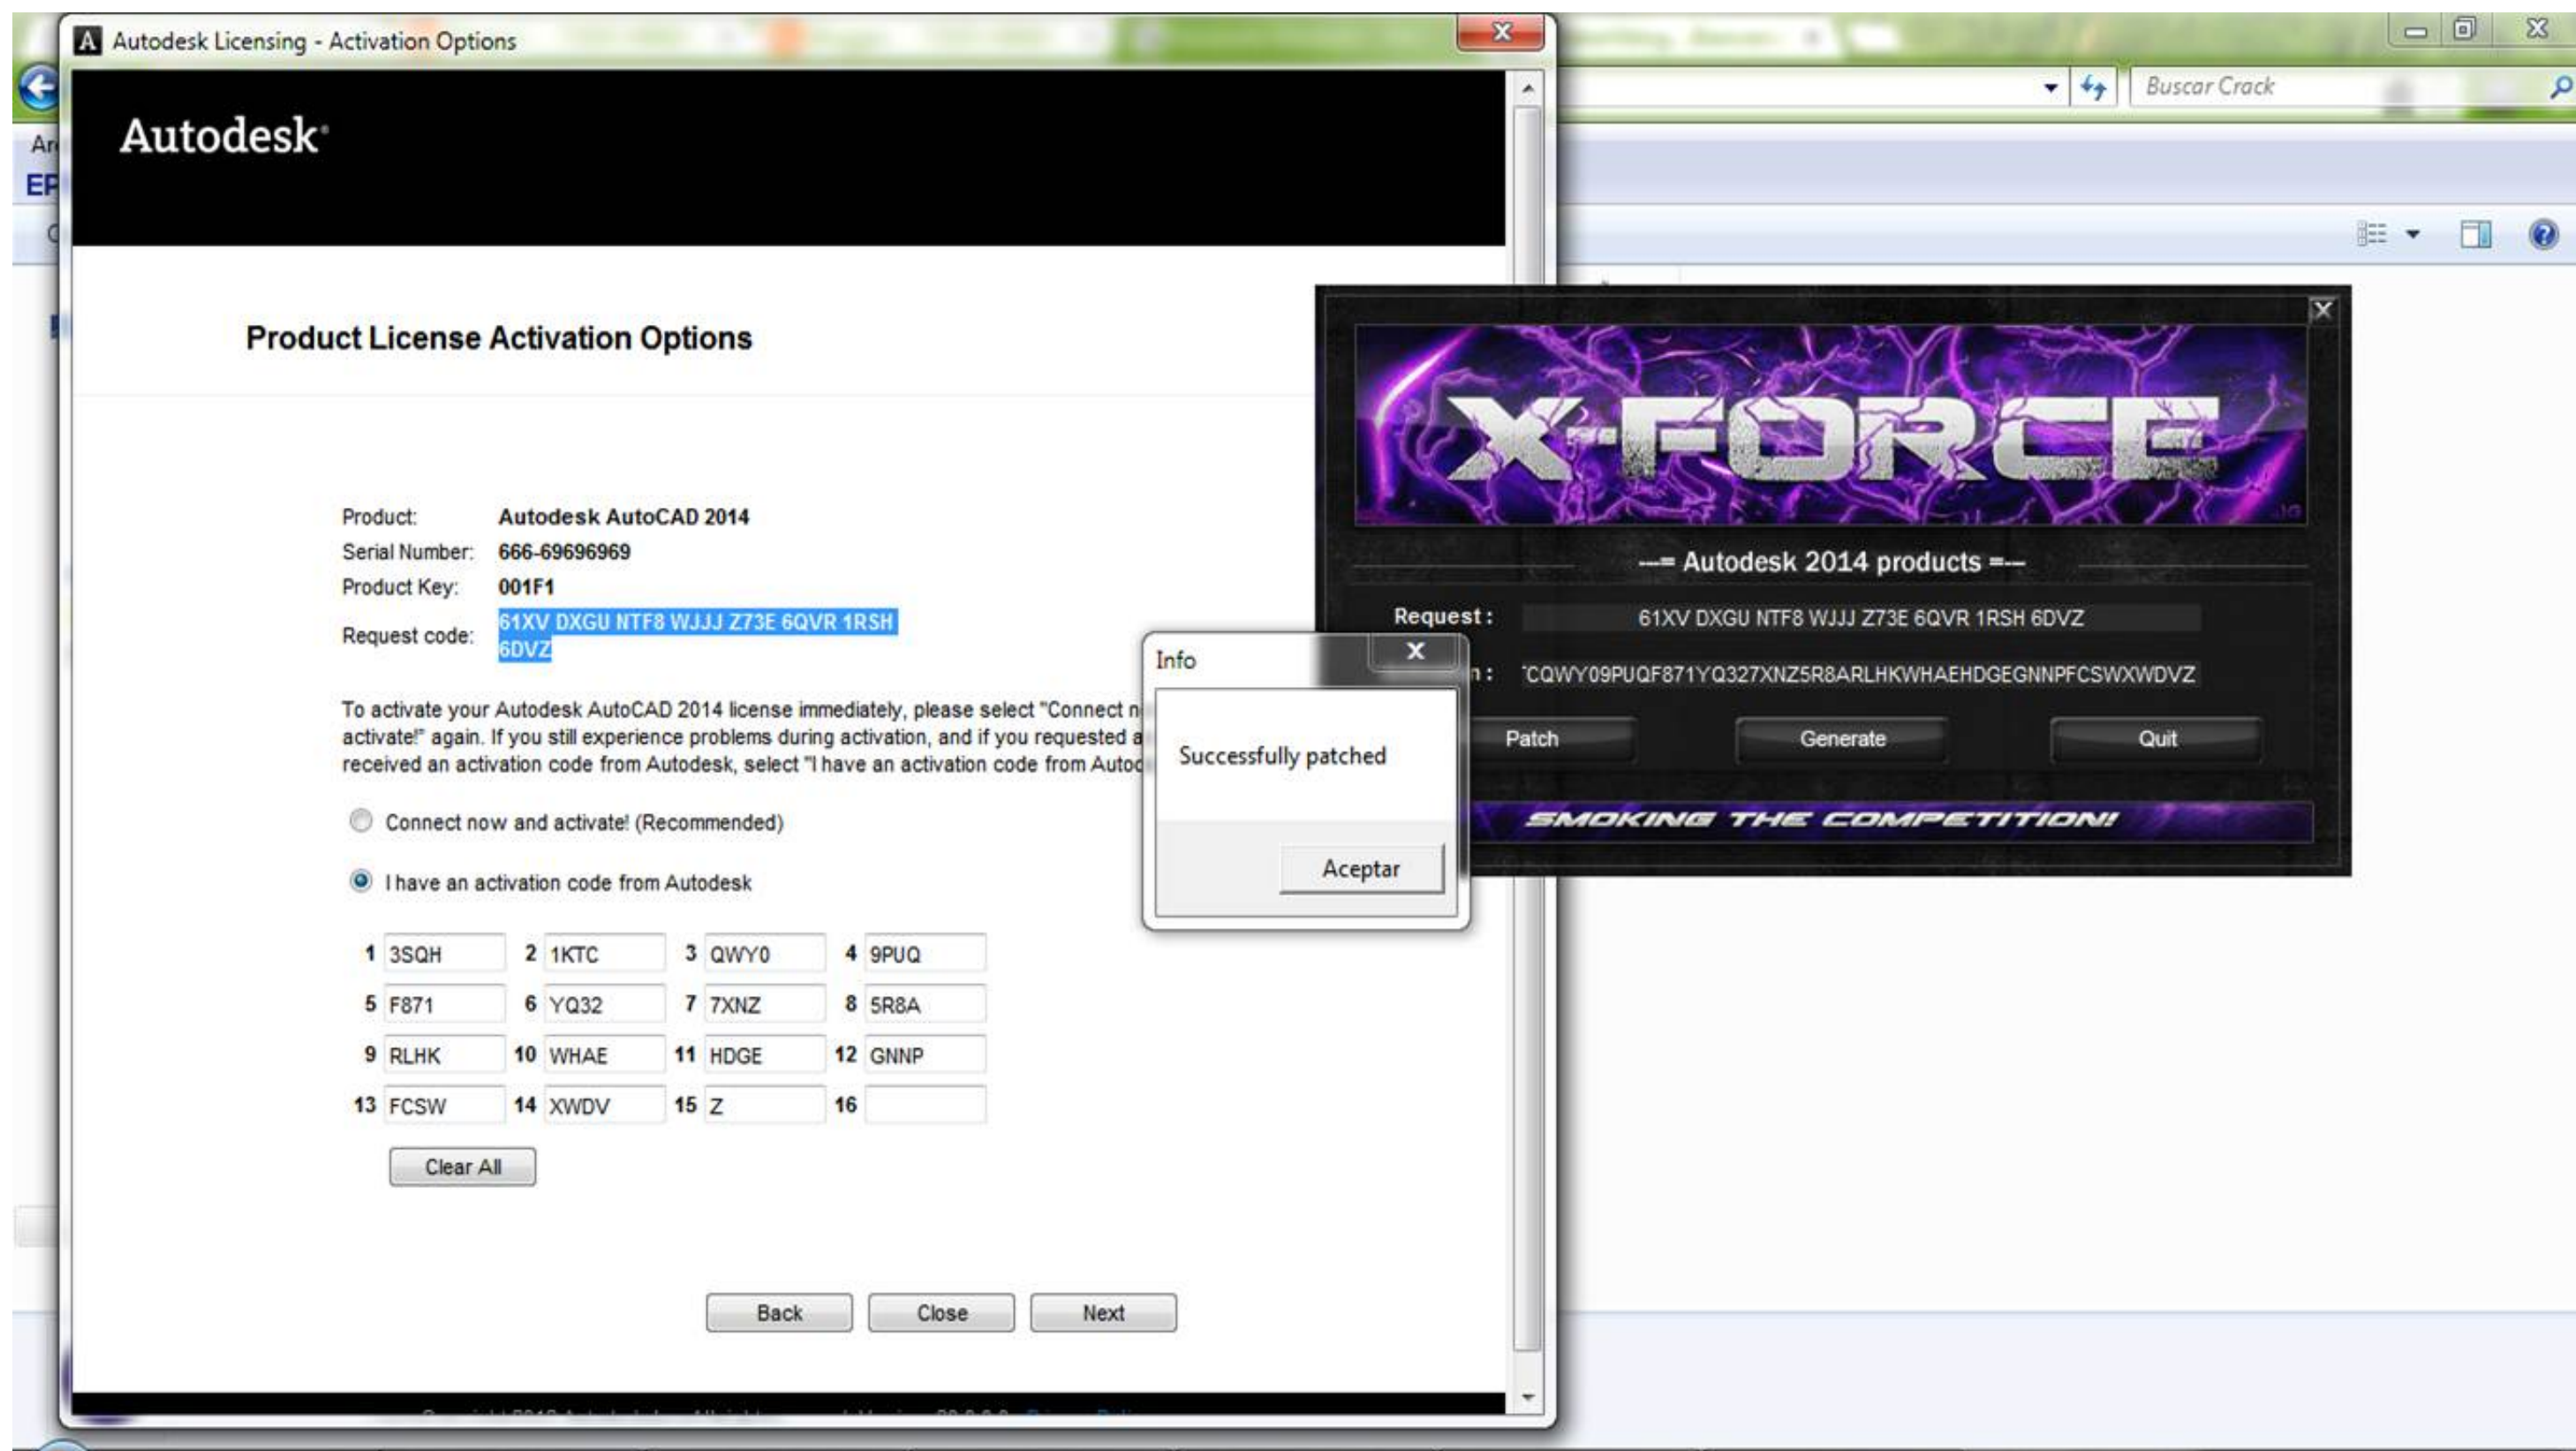 Autodesk Licensing - Activation Options
Buscar Crack
Autodesk
Product License Activation Options
Product: Autodesk AutoCAD 2014
Serial Number: 666-69696969
Product Key: 001F1
Request code: 61XV DXGU NTF8 WJJJ Z73E 6QVR 1RSH
6DVZ
To activate your Autodesk AutoCAD 2014 license immediately, please select "Connect
activate!" again. If you still experience problems during activation, and if you requested
received an activation code from Autodesk, select "I have an activation code from
Connect now and activate! (Recommended)
I have an activation code from Autodesk
1 3SQH 2 1KTC 3 QWY0 4 9PUQ
5 F871 6 YQ32 7 7XNZ 8 5R8A
9 RLHK 10 WHAE 11 HDGE 12 GNNP
13 FCSW 14 XWDV 15 Z 16
Clear All
Back Close Next
Info
Successfully patched
Aceptar
X-FORCE
---= Autodesk 2014 products =---
Request : 61XV DXGU NTF8 WJJJ Z73E 6QVR 1RSH 6DVZ
CQWY09PUQF871YQ327XNZ5R8ARLHKWHAEHDGEGNNPFCSWXWDVZ
Patch Generate Quit
SMOKING THE COMPETITION!